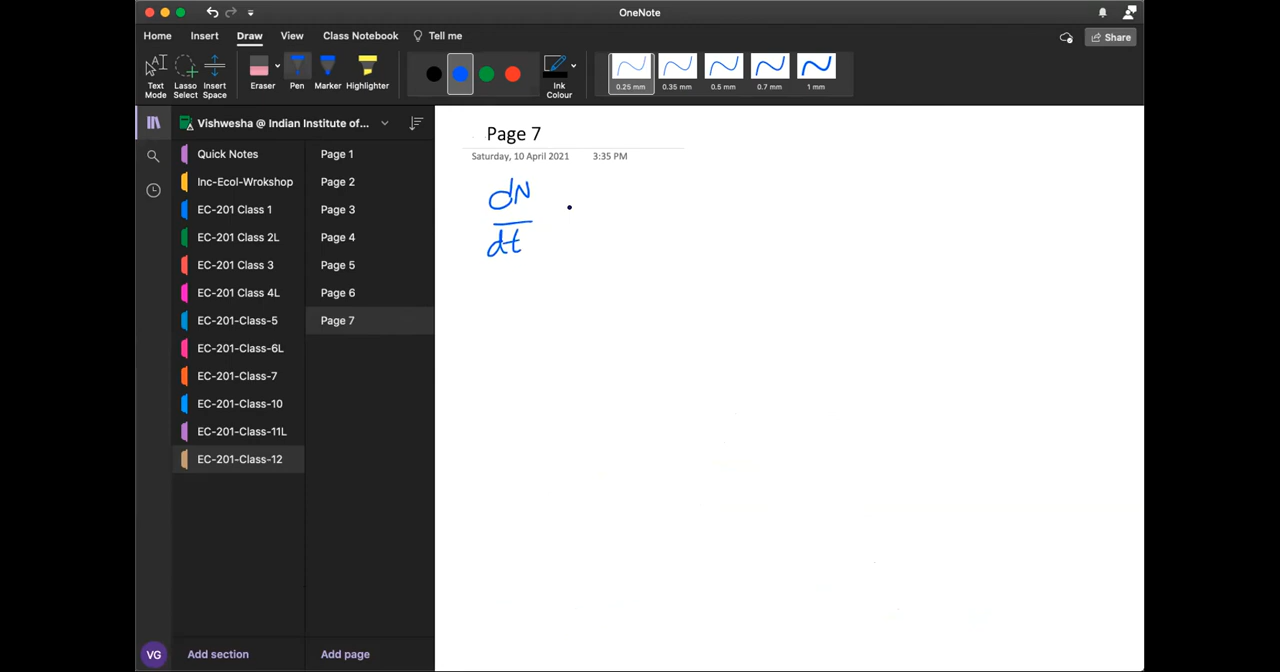 OneNote
Home Insert Draw View Class Notebook Tell me
Share
Text Mode
Lasso Select
Insert Space
Eraser
Pen
Marker
Highlighter
Ink Colour
0.25 mm
0.35 mm
0.5 mm
0.7 mm
1 mm
Vishwesha @ Indian Institute of...
Quick Notes
Inc-Ecol-Wrokshop
EC-201 Class 1
EC-201 Class 2L
EC-201 Class 3
EC-201 Class 4L
EC-201-Class-5
EC-201-Class-6L
EC-201-Class-7
EC-201-Class-10
EC-201-Class-11L
EC-201-Class-12
Page 1
Page 2
Page 3
Page 4
Page 5
Page 6
Page 7
Page 7
Saturday, 10 April 2021 3:35 PM
dN
dt
VG
Add section
Add page